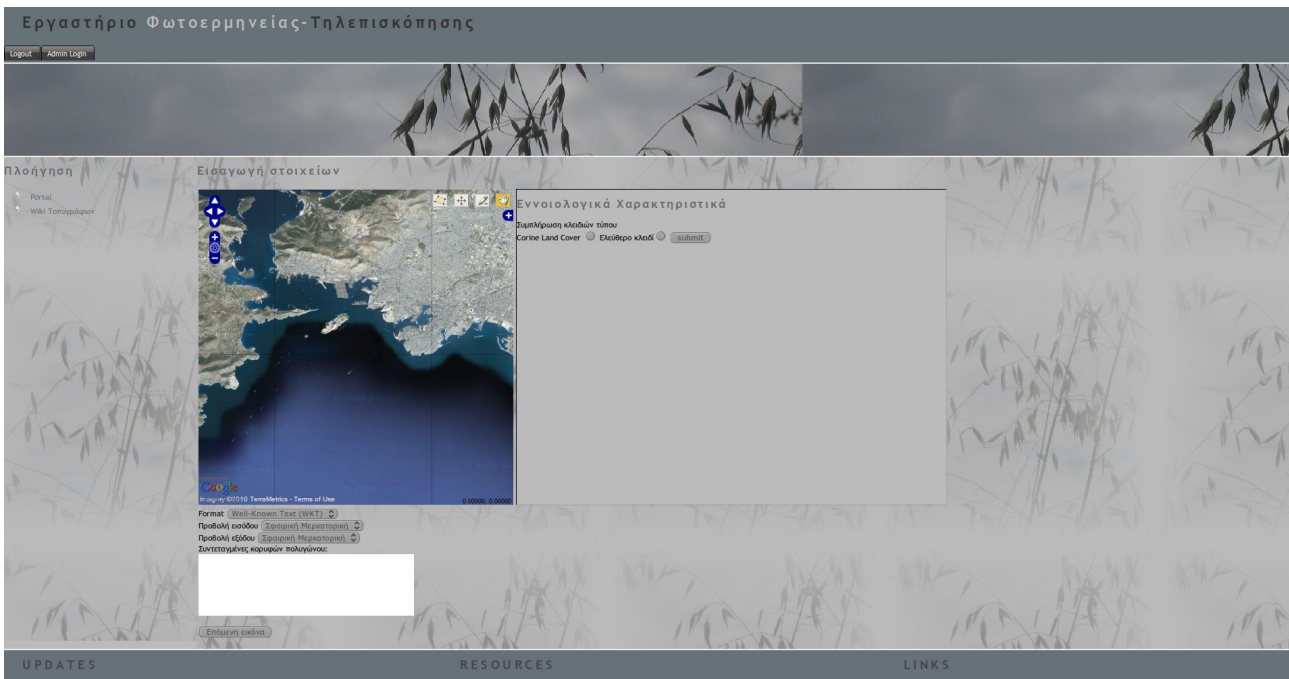 Εργαστήριο Φωτοερμηνείας-Τηλεπισκόπησης
Logout Admin Login
Πλοήγηση
Portal
Wiki Τοπογράφων
Εισαγωγή στοιχείων
Εννοιολογικά Χαρακτηριστικά
Συμπλήρωση κλειδιών τύπου
Corine Land Cover Ελεύθερο κλειδί submit
Google
Imagery ©2010 TerraMetrics - Terms of Use
0.00000, 0.00000
Format Well-Known Text (WKT)
Προβολή εισόδου Σφαιρική Μερκατορική
Προβολή εξόδου Σφαιρική Μερκατορική
Συντεταγμένες κορυφών πολυγώνου:
Επόμενη εικόνα
UPDATES RESOURCES LINKS